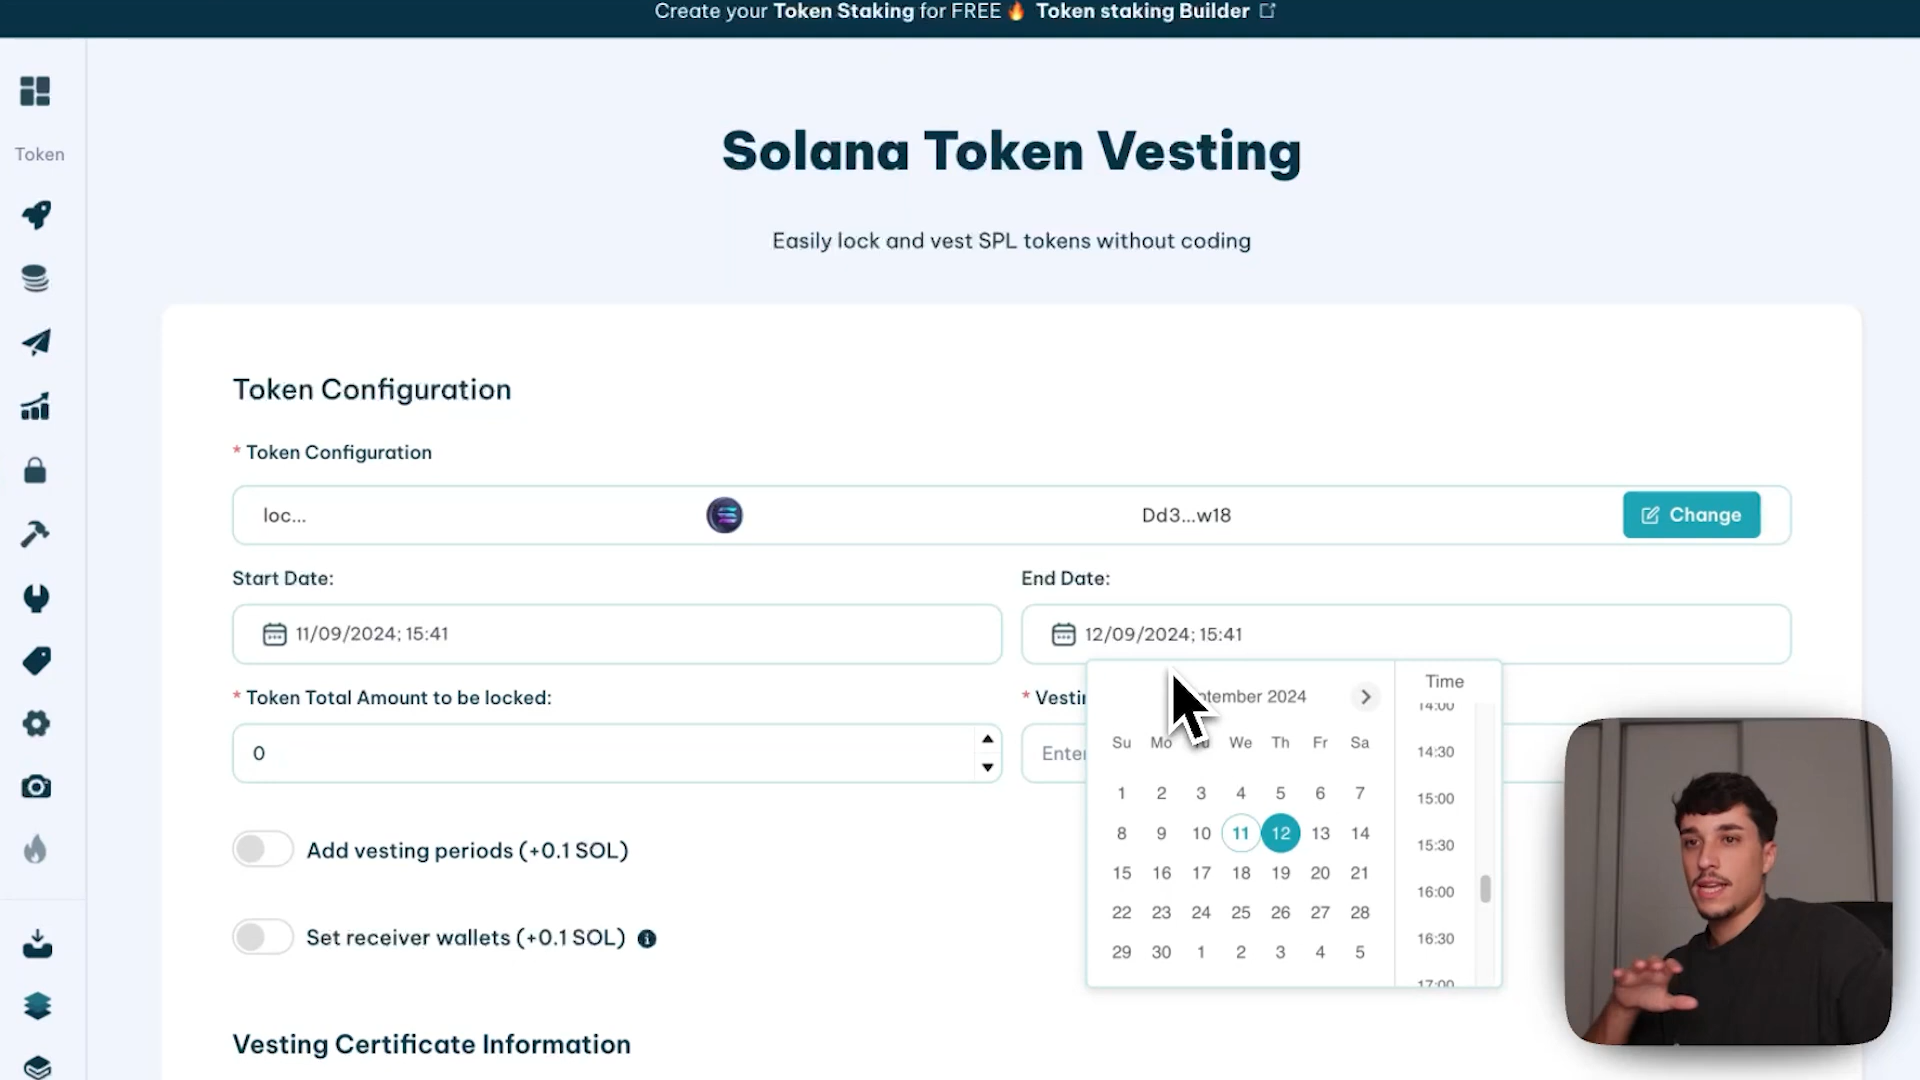 Create your Token Staking for FREE 🔥 Token staking Builder
Token
Solana Token Vesting
Easily lock and vest SPL tokens without coding
Token Configuration
* Token Configuration
loc...
Dd3...w18
Change
Start Date:
End Date:
11/09/2024; 15:41
12/09/2024; 15:41
* Token Total Amount to be locked:
* Vesti
0
Enter
tember 2024
Time
Su Mo Tu We Th Fr Sa
1 2 3 4 5 6 7
8 9 10 11 12 13 14
15 16 17 18 19 20 21
22 23 24 25 26 27 28
29 30 1 2 3 4 5
14:00
14:30
15:00
15:30
16:00
16:30
17:00
Add vesting periods (+0.1 SOL)
Set receiver wallets (+0.1 SOL)
Vesting Certificate Information